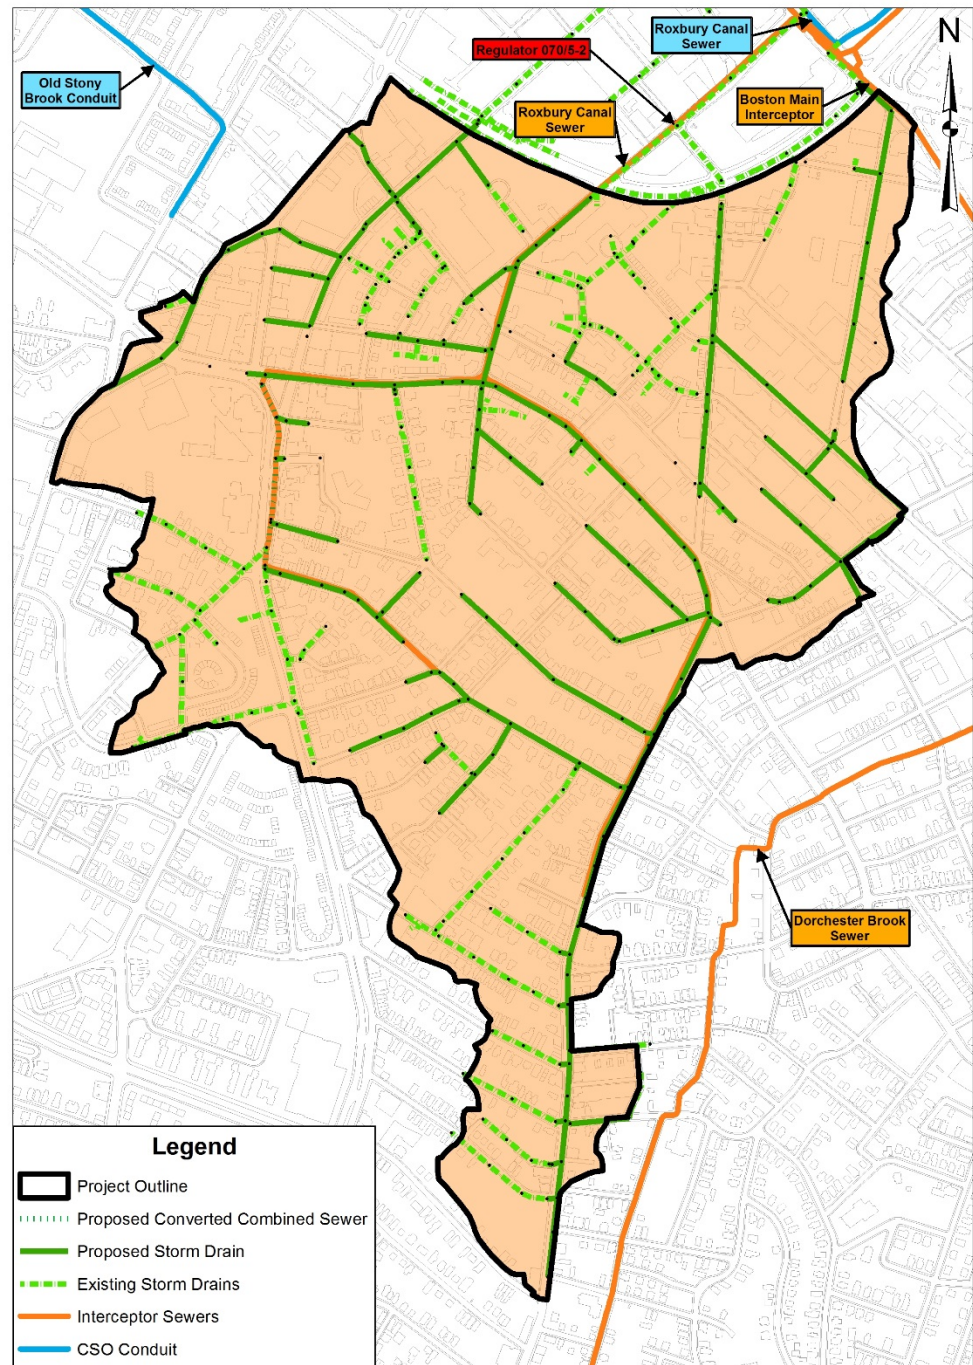 Roxbury Canal
Sewer
N
Regulator 070/5-2
Old Stony
Brook Conduit
Roxbury Canal
Sewer
Boston Main
Interceptor
Dorchester Brook
Sewer
Legend
Project Outline
Proposed Converted Combined Sewer
Proposed Storm Drain
Existing Storm Drains
Interceptor Sewers
CSO Conduit